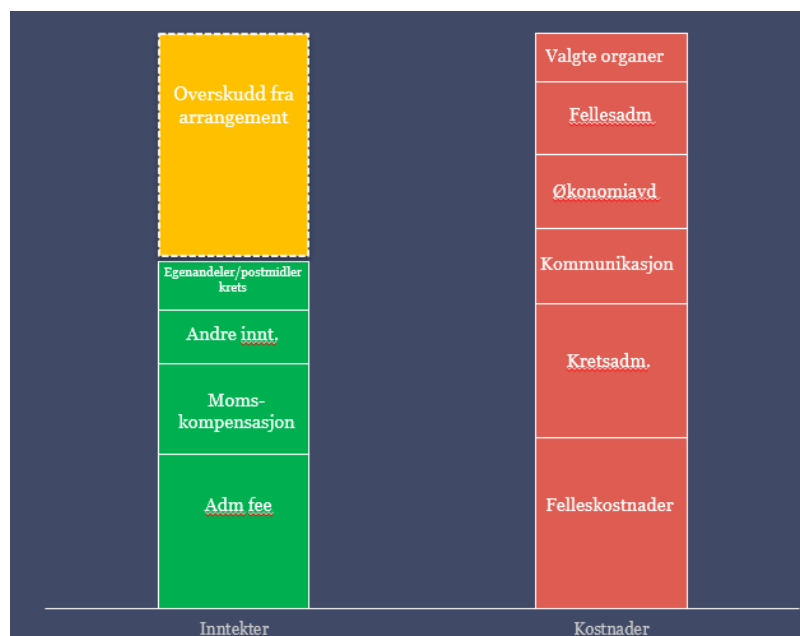 Overskudd fra
arrangement
Egenandeler/postmidler
krets
Andre innt.
Moms-
kompensasjon
Adm fee
Inntekter
Valgte organer
Fellesadm
Økonomiavd
Kommunikasjon
Kretsadm.
Felleskostnader
Kostnader